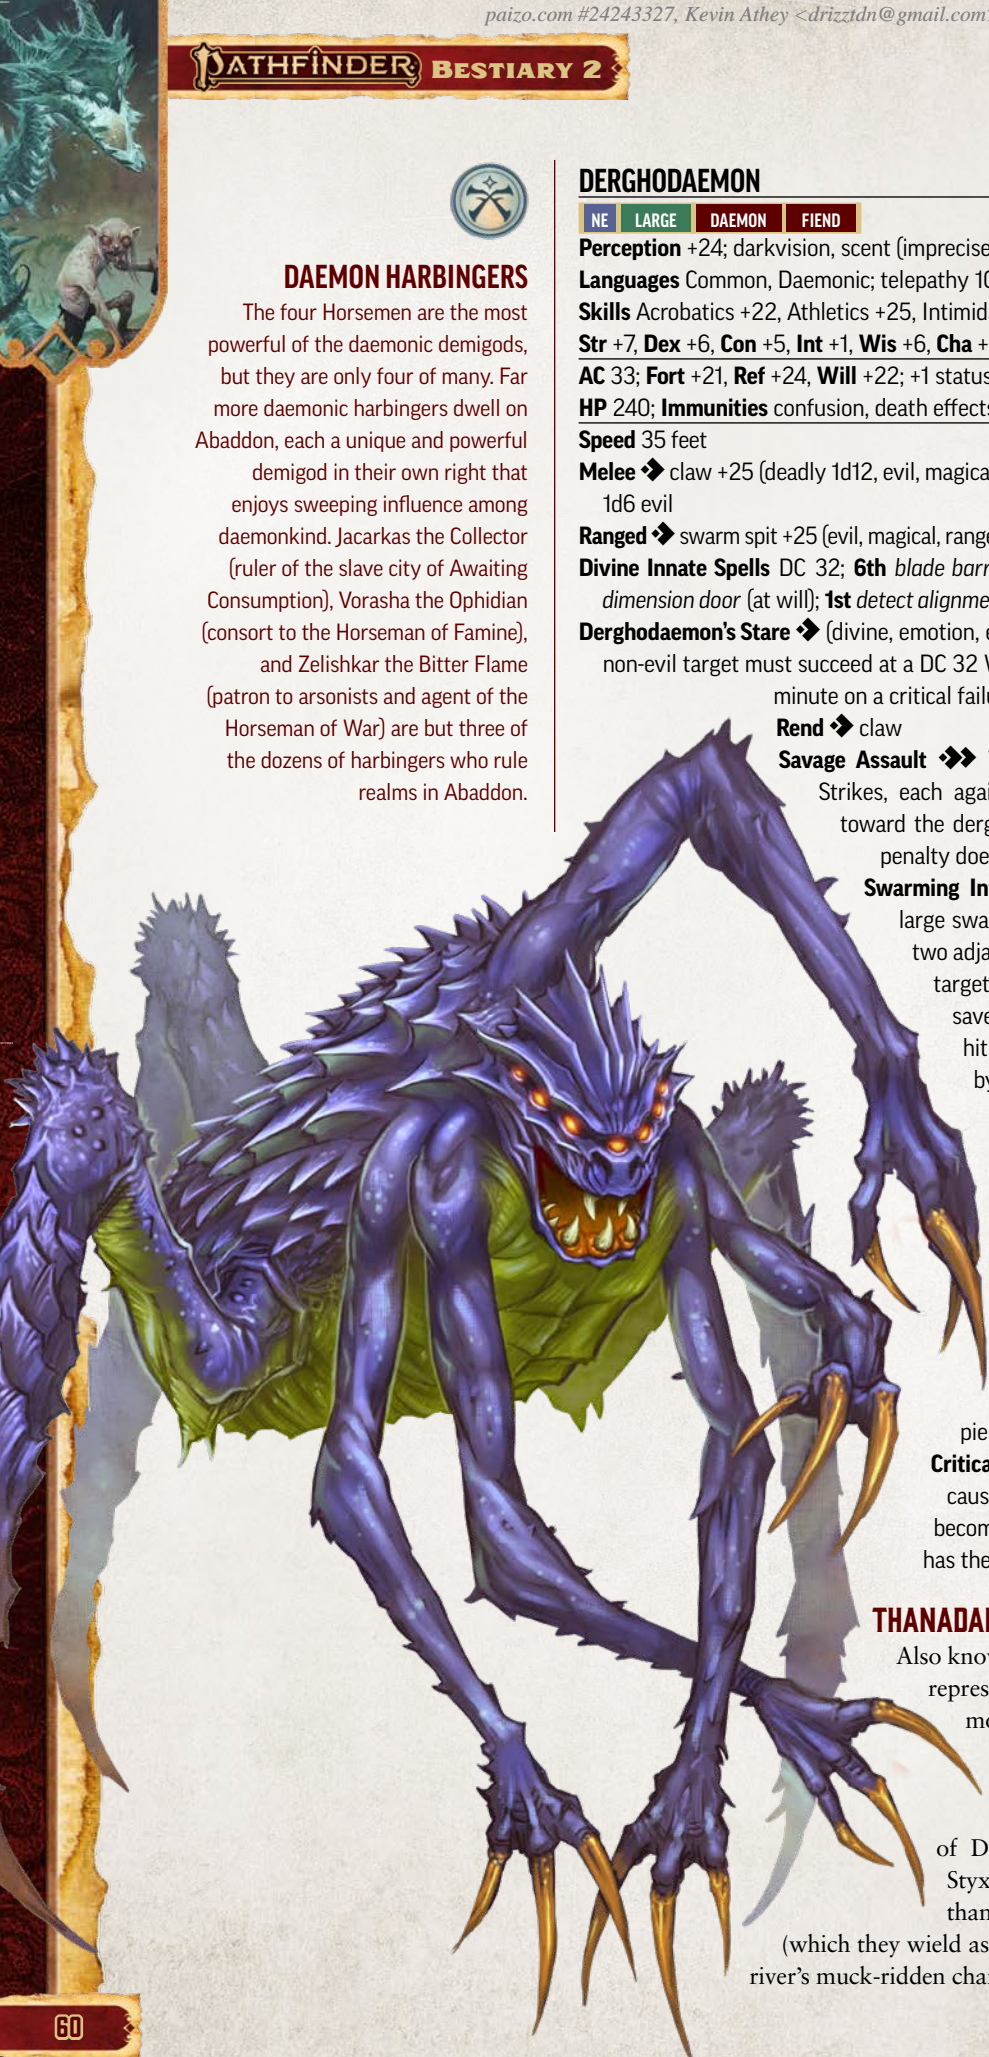 paizo.com #24243327, Kevin Athey <drizztdn@gmail.com
PATHFINDER BESTIARY 2
DAEMON HARBINGERS
The four Horsemen are the most
powerful of the daemonic demigods,
but they are only four of many. Far
more daemonic harbingers dwell on
Abaddon, each a unique and powerful
demigod in their own right that
enjoys sweeping influence among
daemonkind. Jacarkas the Collector
(ruler of the slave city of Awaiting
Consumption), Vorasha the Ophidian
(consort to the Horseman of Famine),
and Zelishkar the Bitter Flame
(patron to arsonists and agent of the
Horseman of War) are but three of
the dozens of harbingers who rule
realms in Abaddon.
DERGHODAEMON
NE LARGE DAEMON FIEND
Perception +24; darkvision, scent (imprecise
Languages Common, Daemonic; telepathy 10
Skills Acrobatics +22, Athletics +25, Intimid
Str +7, Dex +6, Con +5, Int +1, Wis +6, Cha +
AC 33; Fort +21, Ref +24, Will +22; +1 status
HP 240; Immunities confusion, death effects
Speed 35 feet
Melee claw +25 (deadly 1d12, evil, magica
1d6 evil
Ranged swarm spit +25 (evil, magical, range
Divine Innate Spells DC 32; 6th blade barr
dimension door (at will); 1st detect alignme
Derghodaemon's Stare (divine, emotion, e
non-evil target must succeed at a DC 32 W
minute on a critical failu
Rend claw
Savage Assault
Strikes, each agai
toward the derg
penalty doe
Swarming In
large swa
two adja
target
save
hit
by
pie
Critica
caus
becom
has the
THANADA
Also know
repres
mo
of D
Styx
than
(which they wield as
river's muck-ridden chan
60